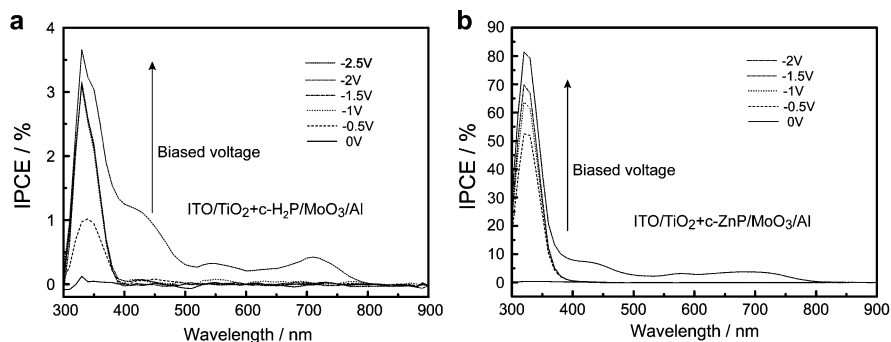 a
IPCE / %
4
3
2
1
0
-2.5V
-2V
-1.5V
-1V
-0.5V
0V
Biased voltage
ITO/TiO₂+c-H₂P/MoO₃/Al
300 400 500 600 700 800 900
Wavelength / nm
b
IPCE / %
90
80
70
60
50
40
30
20
10
0
-2V
-1.5V
-1V
-0.5V
0V
Biased voltage
ITO/TiO₂+c-ZnP/MoO₃/Al
300 400 500 600 700 800 900
Wavelength / nm